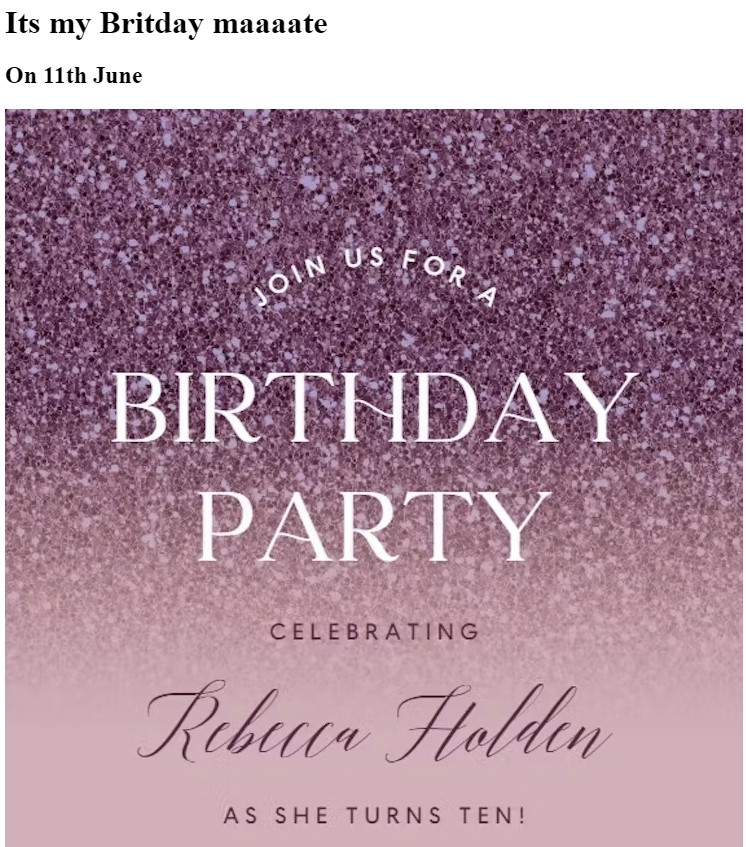 Its my Britday maaaate
On 11th June
JOIN US FOR A
BIRTHDAY
PARTY
CELEBRATING
Rebecca Holden
AS SHE TURNS TEN!